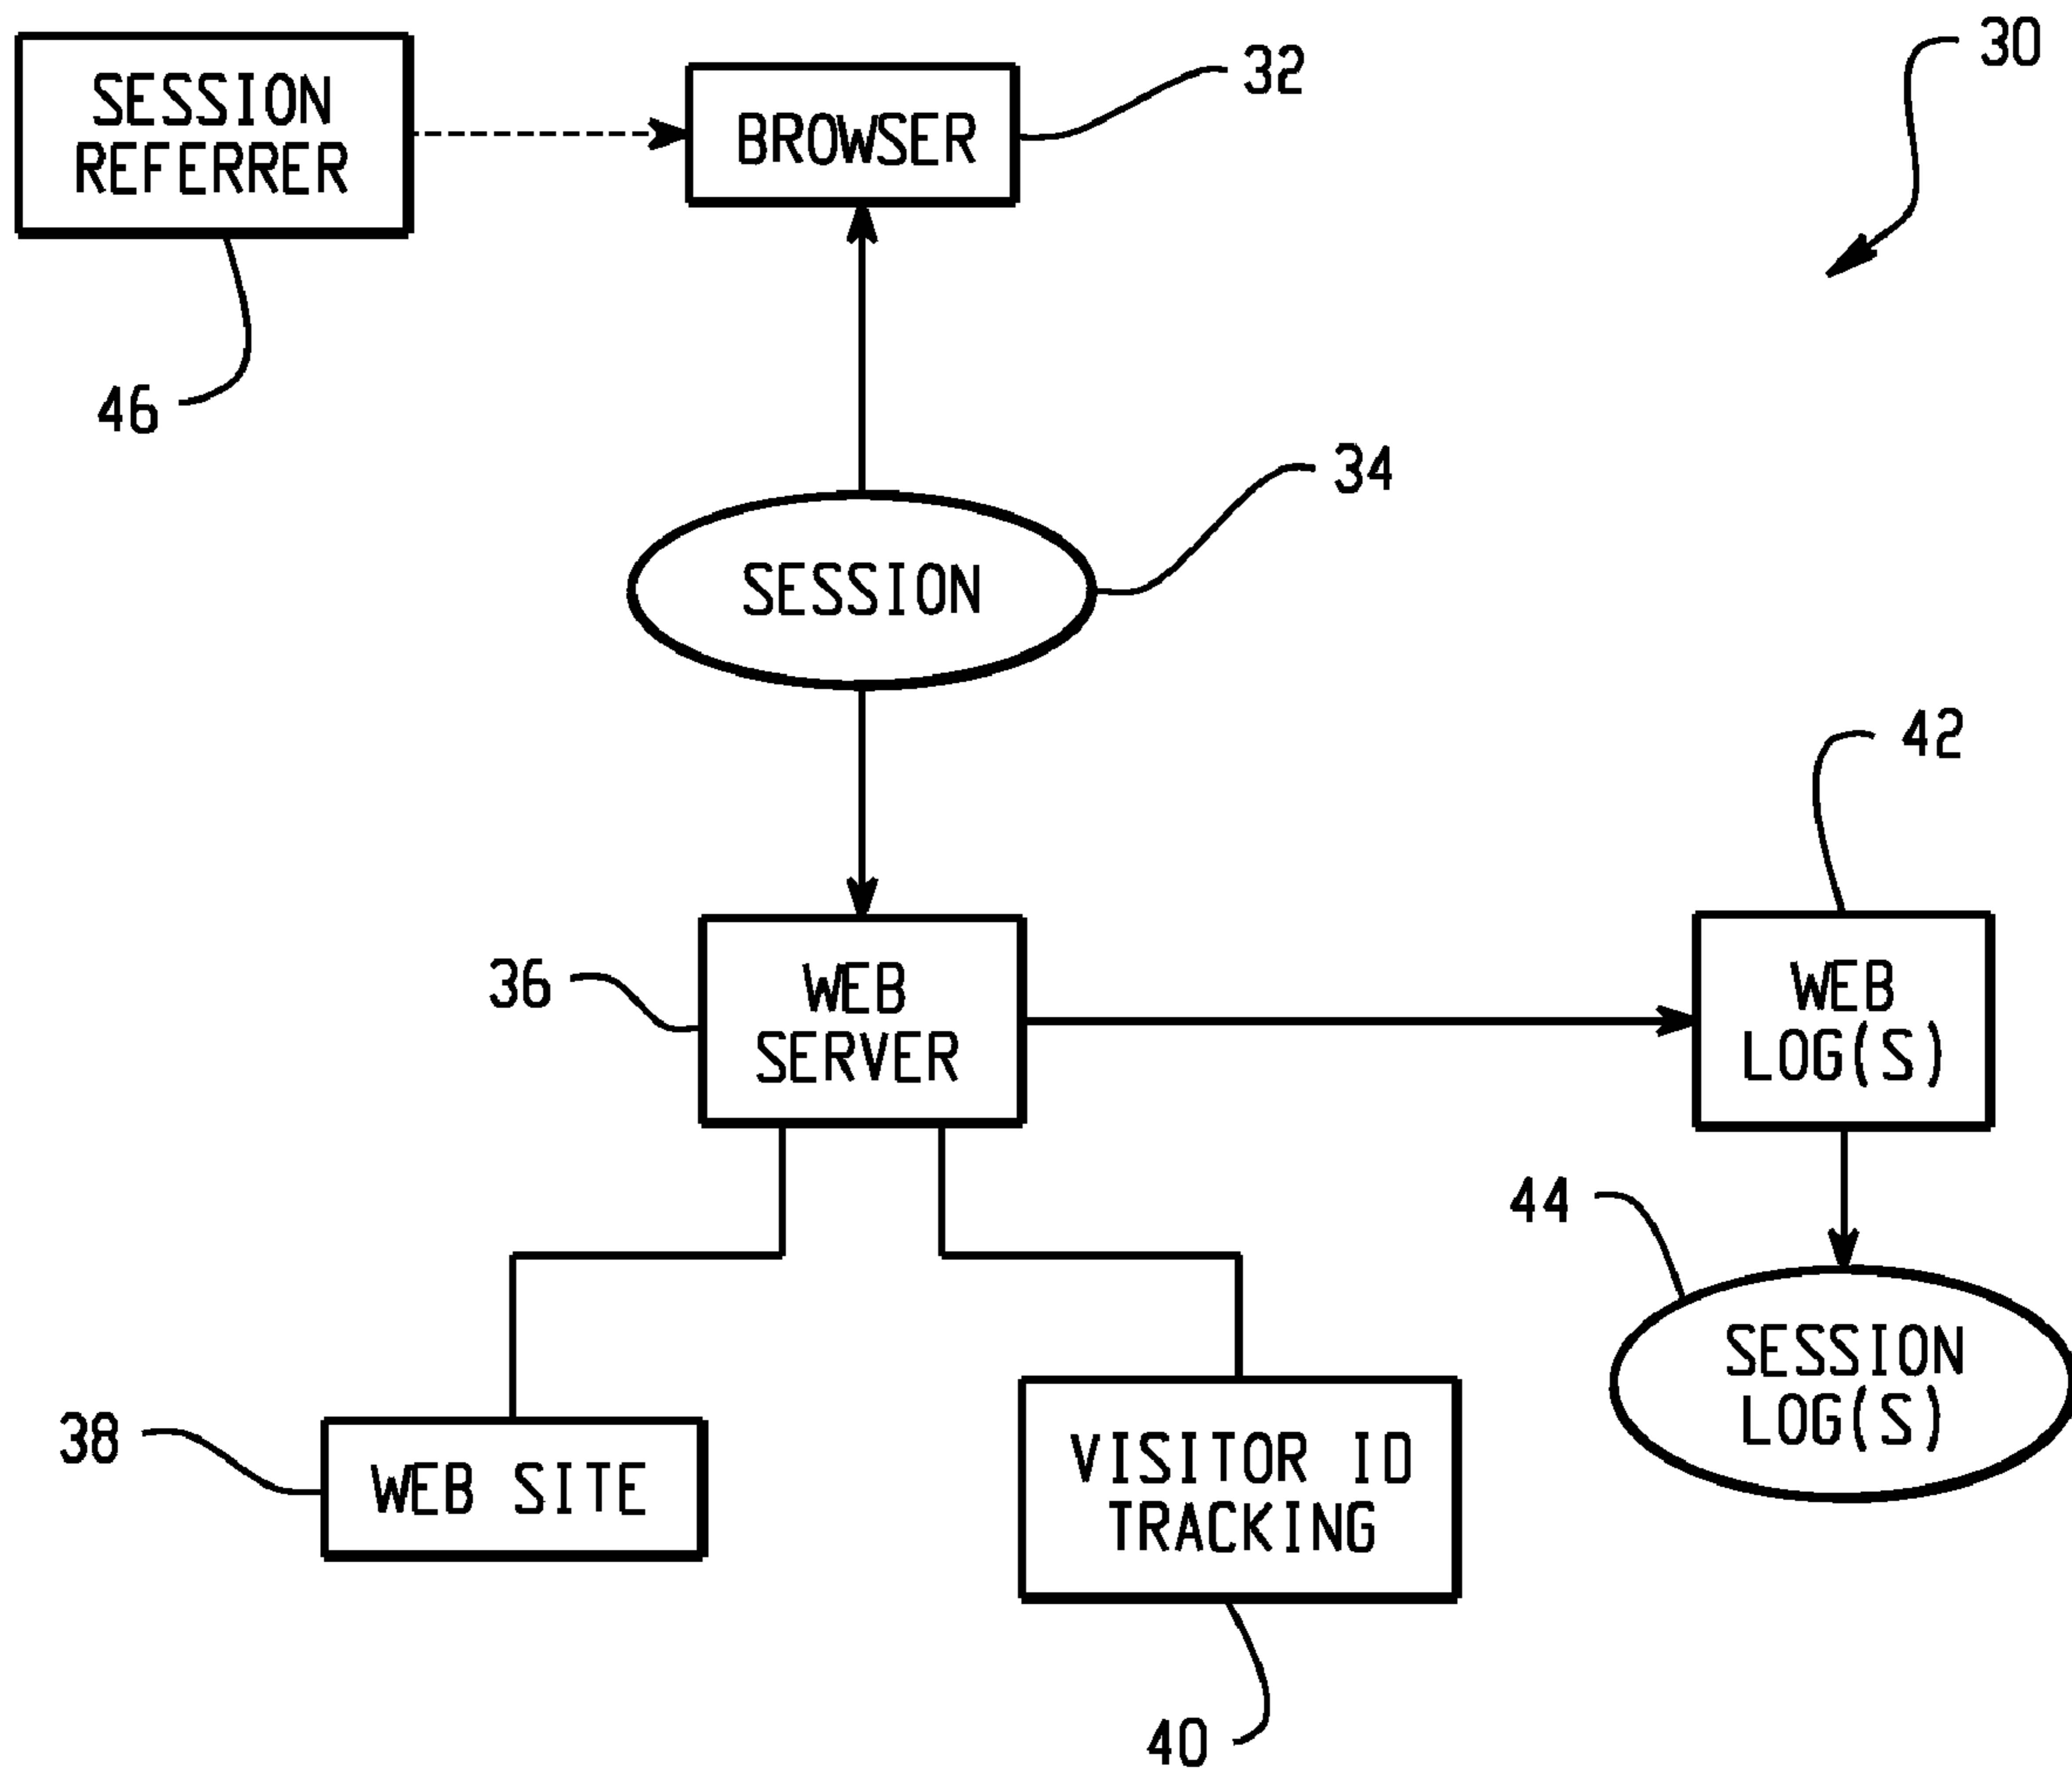 30
SESSION
REFERRER
BROWSER
32
46
SESSION
34
42
36
WEB
SERVER
WEB
LOG(S)
44
SESSION
LOG(S)
38
WEB SITE
VISITOR ID
TRACKING
40